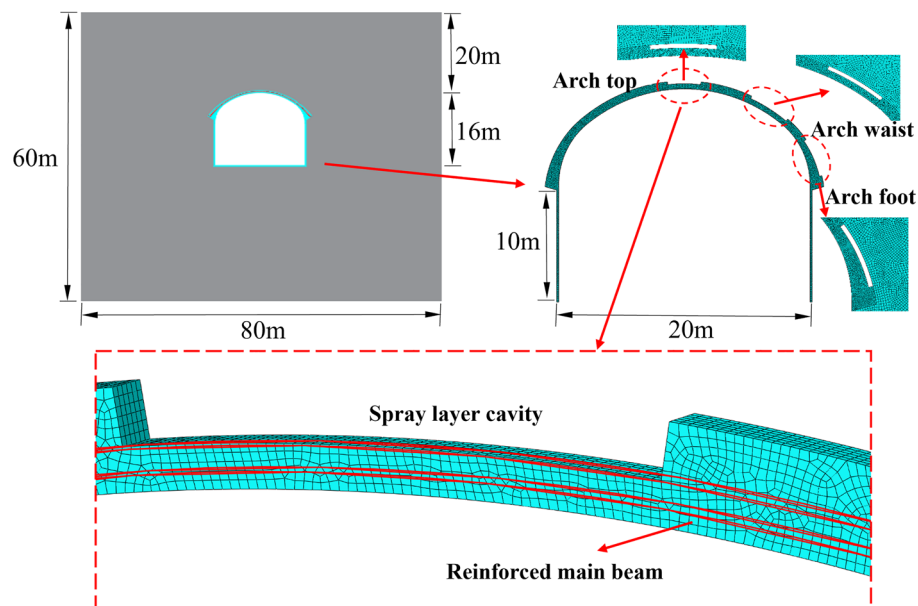 20m
16m
60m
80m
Arch top
Arch waist
Arch foot
10m
20m
Spray layer cavity
Reinforced main beam